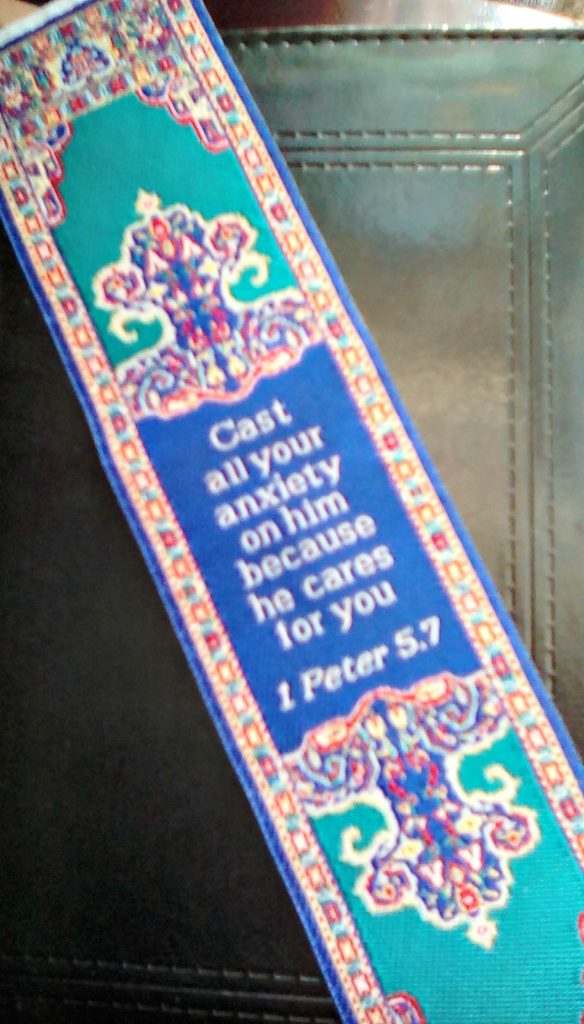 Cast
all your
anxiety
on him
because
he cares
for you
1 Peter 5.7